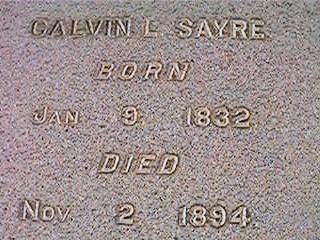 CALVIN L. SAYRE
BORN
JAN. 9. 1832.
DIED
NOV. 2. 1894.